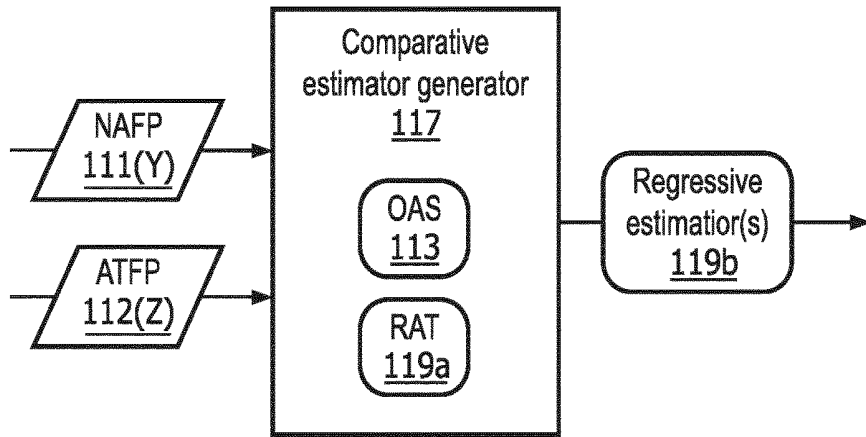 Comparative
estimator generator
117
NAFP
111(Y)
OAS
113
ATFP
112(Z)
RAT
119a
Regressive
estimatior(s)
119b